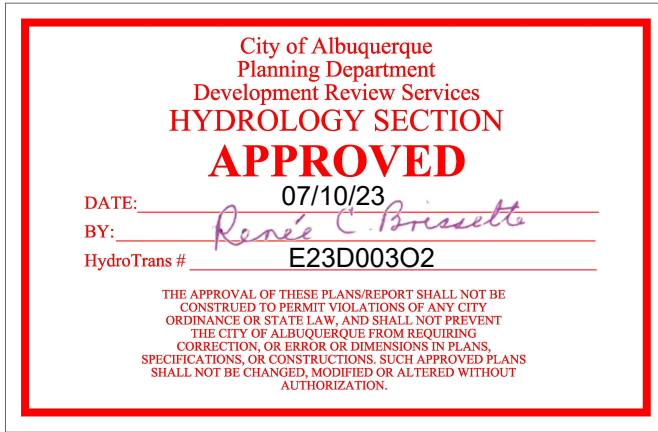 City of Albuquerque
Planning Department
Development Review Services
HYDROLOGY SECTION
APPROVED
DATE: 07/10/23
BY: Renée C. Brissette
HydroTrans # E23D003O2
THE APPROVAL OF THESE PLANS/REPORT SHALL NOT BE
CONSTRUED TO PERMIT VIOLATIONS OF ANY CITY
ORDINANCE OR STATE LAW, AND SHALL NOT PREVENT
THE CITY OF ALBUQUERQUE FROM REQUIRING
CORRECTION, OR ERROR OR DIMENSIONS IN PLANS,
SPECIFICATIONS, OR CONSTRUCTIONS. SUCH APPROVED PLANS
SHALL NOT BE CHANGED, MODIFIED OR ALTERED WITHOUT
AUTHORIZATION.